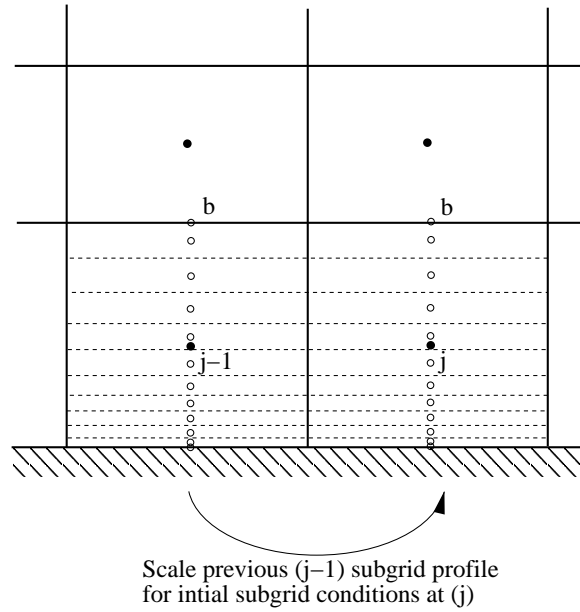 b b
j−1 j
Scale previous (j−1) subgrid profile
for intial subgrid conditions at (j)